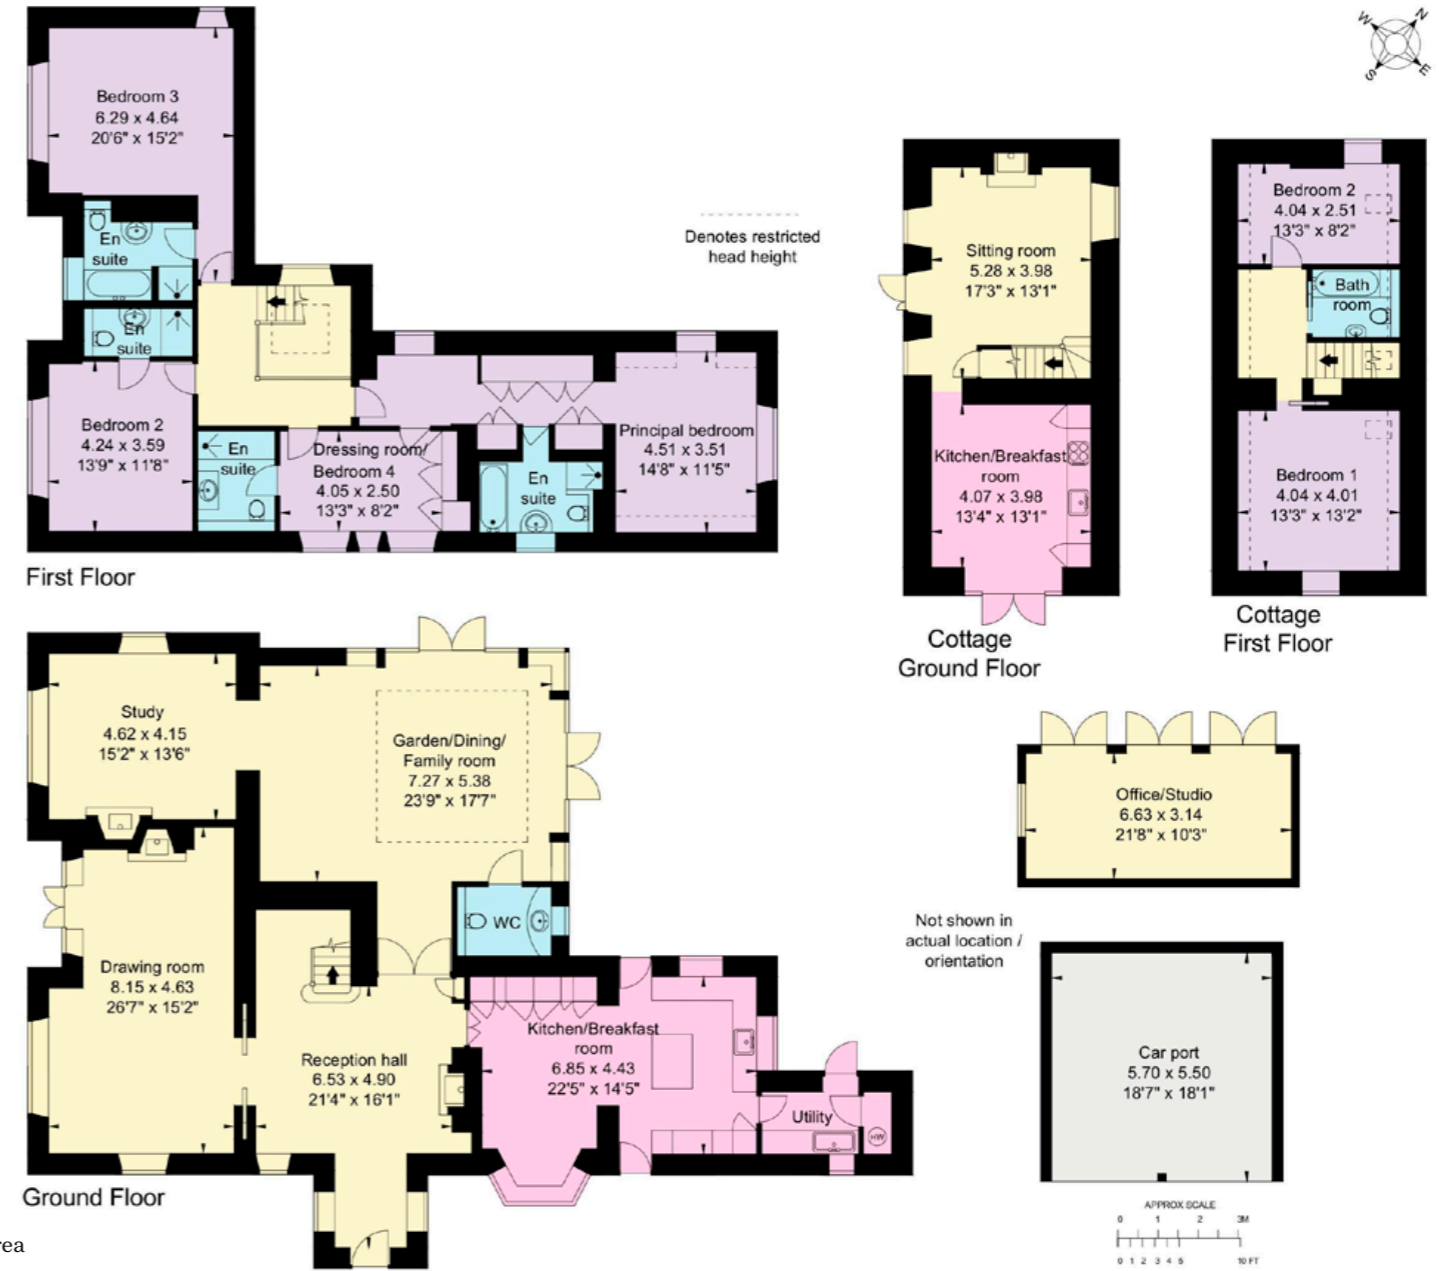 Bedroom 3
6.29 x 4.64
20'6" x 15'2"
En
suite
En
suite
Bedroom 2
4.24 x 3.59
13'9" x 11'8"
En
suite
Dressing room/
Bedroom 4
4.05 x 2.50
13'3" x 8'2"
En
suite
Principal bedroom
4.51 x 3.51
14'8" x 11'5"
First Floor
Denotes restricted
head height
W
N
S
E
Sitting room
5.28 x 3.98
17'3" x 13'1"
Kitchen/Breakfast
room
4.07 x 3.98
13'4" x 13'1"
Cottage
Ground Floor
Bedroom 2
4.04 x 2.51
13'3" x 8'2"
Bath
room
Bedroom 1
4.04 x 4.01
13'3" x 13'2"
Cottage
First Floor
Study
4.62 x 4.15
15'2" x 13'6"
Garden/Dining/
Family room
7.27 x 5.38
23'9" x 17'7"
WC
Drawing room
8.15 x 4.63
26'7" x 15'2"
Reception hall
6.53 x 4.90
21'4" x 16'1"
Kitchen/Breakfast
room
6.85 x 4.43
22'5" x 14'5"
Utility
HW
Ground Floor
rea
Office/Studio
6.63 x 3.14
21'8" x 10'3"
Not shown in
actual location /
orientation
Car port
5.70 x 5.50
18'7" x 18'1"
APPROX SCALE
0 1 2 3M
0 1 2 3 4 5 10 FT